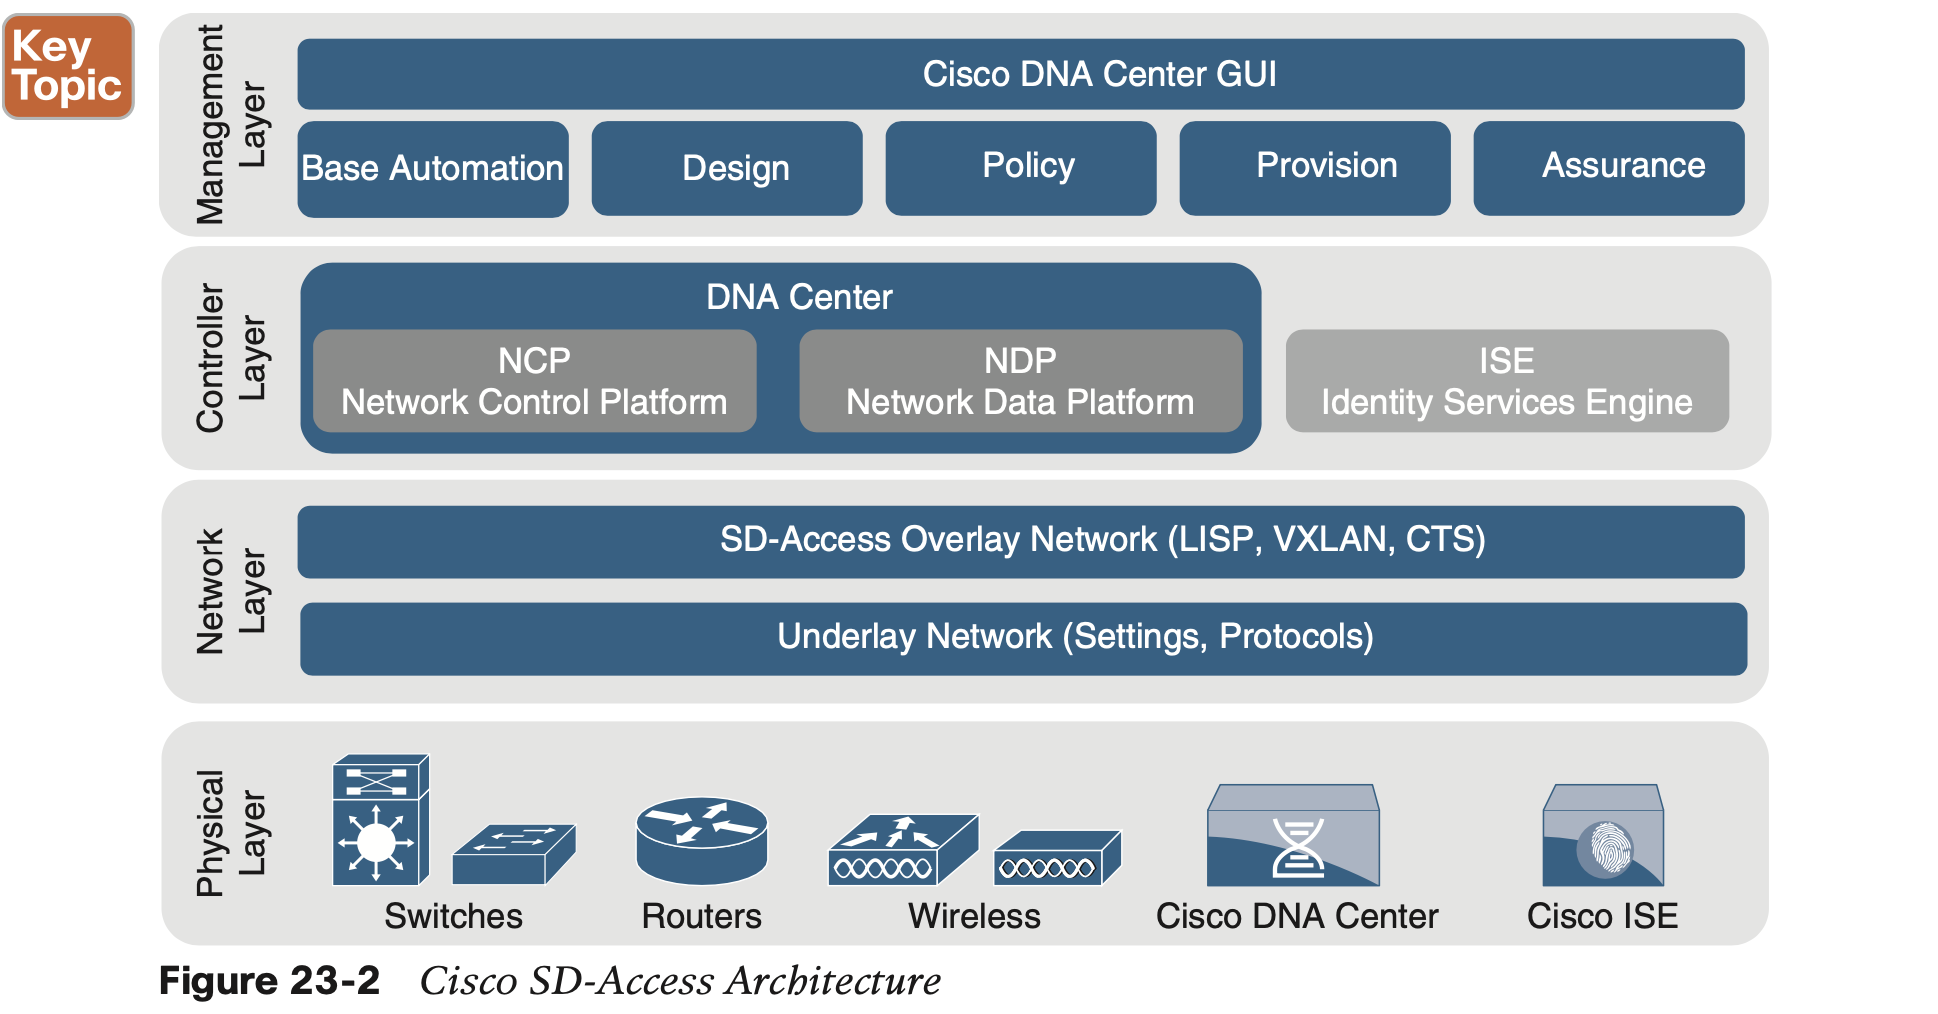 Key
Topic
Management
Layer
Cisco DNA Center GUI
Base Automation
Design
Policy
Provision
Assurance
Controller
Layer
DNA Center
NCP
Network Control Platform
NDP
Network Data Platform
ISE
Identity Services Engine
Network
Layer
SD-Access Overlay Network (LISP, VXLAN, CTS)
Underlay Network (Settings, Protocols)
Physical
Layer
Switches
Routers
Wireless
Cisco DNA Center
Cisco ISE
Figure 23-2 Cisco SD-Access Architecture